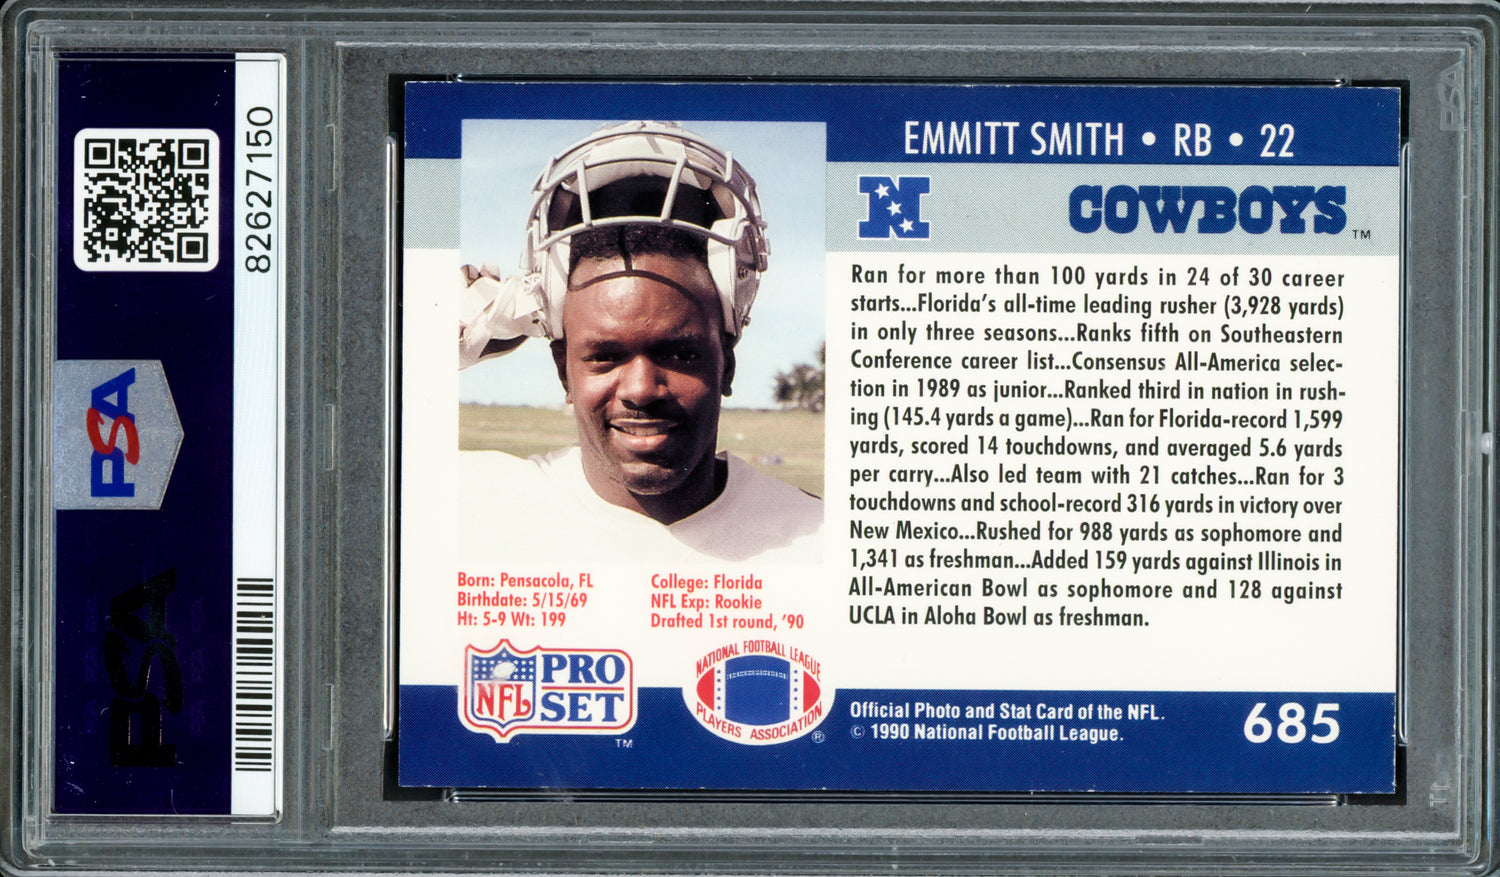 PSA
82627150
PSA
EMMITT SMITH • RB • 22
N
COWBOYS™
Ran for more than 100 yards in 24 of 30 career
starts...Florida's all-time leading rusher (3,928 yards)
in only three seasons...Ranks fifth on Southeastern
Conference career list...Consensus All-America selec-
tion in 1989 as junior...Ranked third in nation in rush-
ing (145.4 yards a game)...Ran for Florida-record 1,599
yards, scored 14 touchdowns, and averaged 5.6 yards
per carry...Also led team with 21 catches...Ran for 3
touchdowns and school-record 316 yards in victory over
New Mexico...Rushed for 988 yards as sophomore and
1,341 as freshman...Added 159 yards against Illinois in
All-American Bowl as sophomore and 128 against
UCLA in Aloha Bowl as freshman.
Born: Pensacola, FL
Birthdate: 5/15/69
Ht: 5-9 Wt: 199
College: Florida
NFL Exp: Rookie
Drafted 1st round, '90
NFL
PRO
SET
™
NATIONAL FOOTBALL LEAGUE
PLAYERS ASSOCIATION
®
Official Photo and Stat Card of the NFL.
© 1990 National Football League.
685
PSA